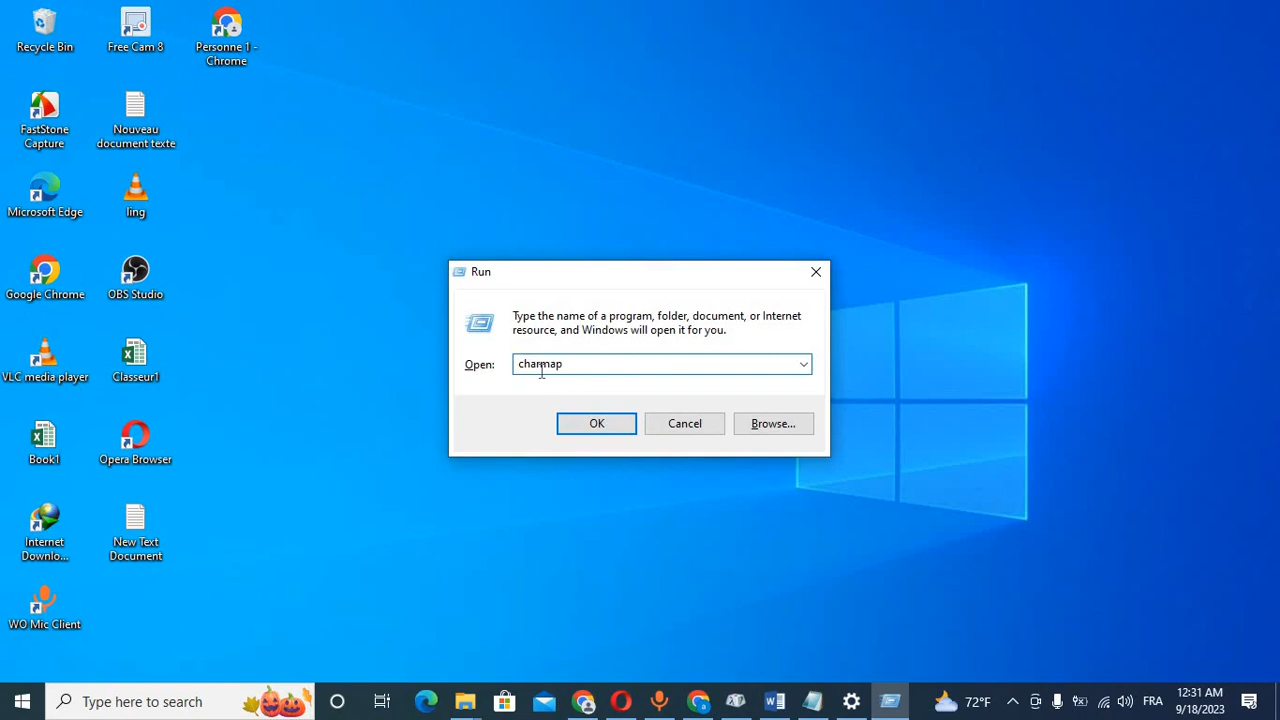 Recycle Bin
Free Cam 8
Personne 1 -
Chrome
FastStone
Capture
Nouveau
document texte
Microsoft Edge
ling
Google Chrome
OBS Studio
VLC media player
Classeur1
Book1
Opera Browser
Internet
Downlo...
New Text
Document
WO Mic Client
Run
Type the name of a program, folder, document, or Internet
resource, and Windows will open it for you.
Open: charmap
OK Cancel Browse...
Type here to search
72°F
FRA
12:31 AM
9/18/2023